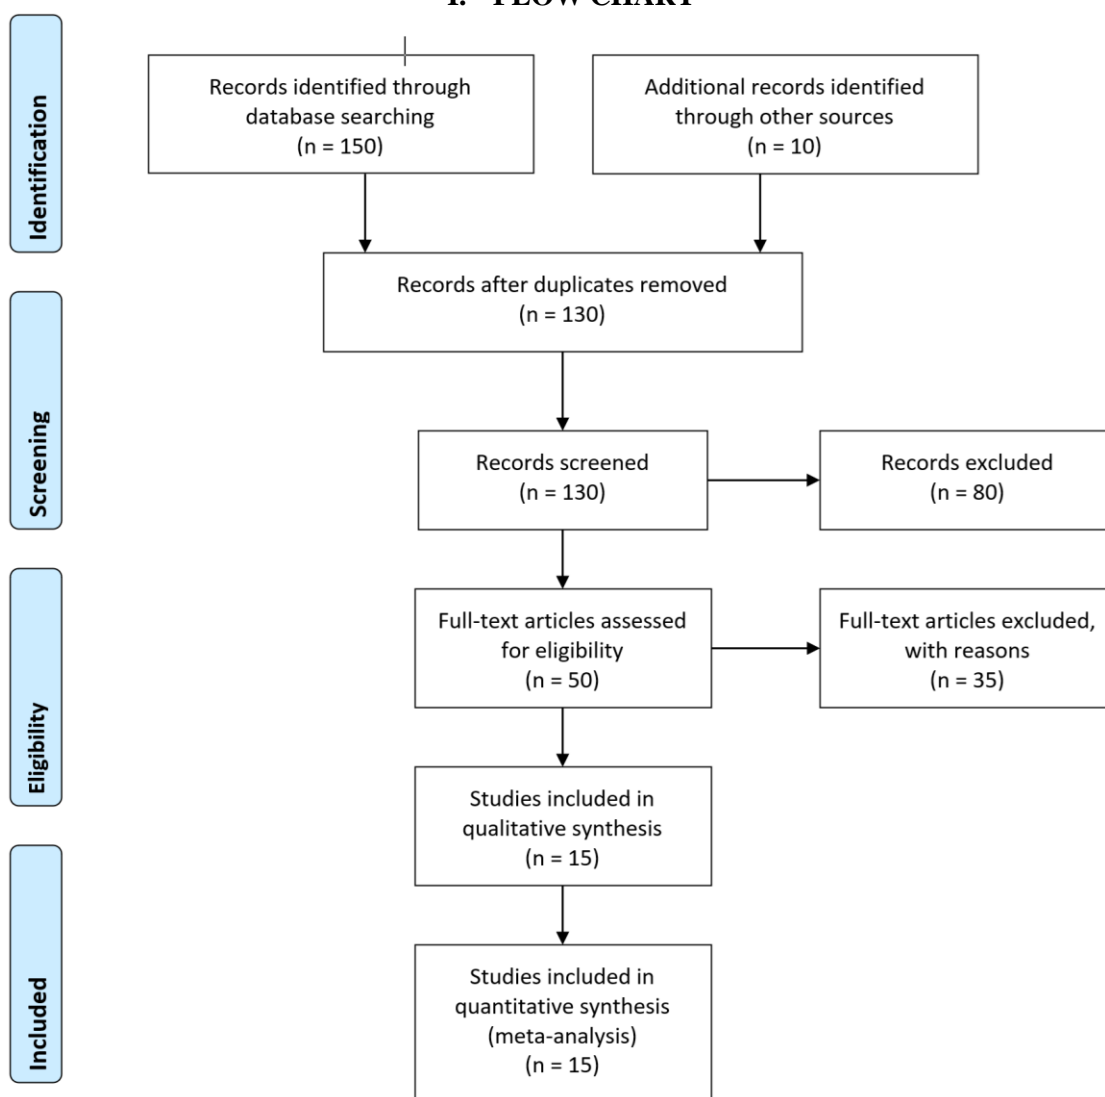 I. FLOW CHART
Identification
Records identified through
database searching
(n = 150)
Additional records identified
through other sources
(n = 10)
Records after duplicates removed
(n = 130)
Screening
Records screened
(n = 130)
Records excluded
(n = 80)
Eligibility
Full-text articles assessed
for eligibility
(n = 50)
Full-text articles excluded,
with reasons
(n = 35)
Studies included in
qualitative synthesis
(n = 15)
Included
Studies included in
quantitative synthesis
(meta-analysis)
(n = 15)